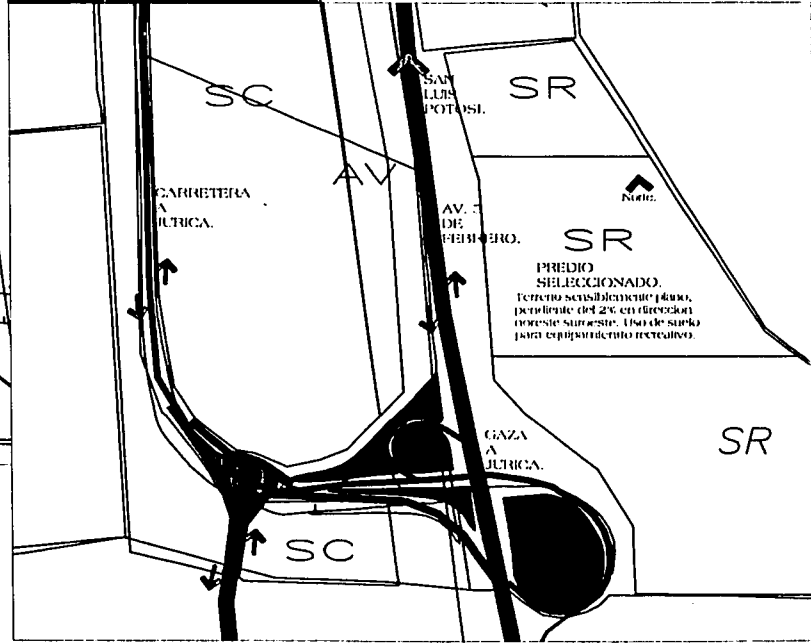 SC
SAN
LUIS
POTOSI.
SR
AV
CARRETERA
A
JURICA.
Norte.
AV. 5
DE
FEBRERO.
SR
PREDIO
SELECCIONADO.
Terreno sensiblemente plano,
pendiente del 2% en direccion
noreste suroeste. Uso de suelo
para equipamiento recreativo.
GAZA
A
JURICA.
SR
SC